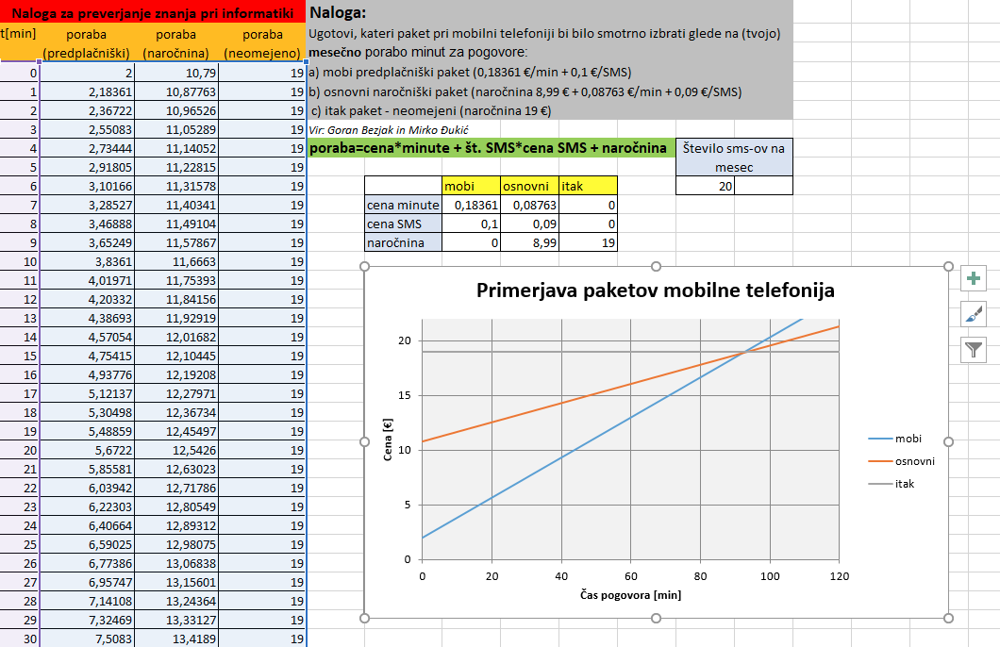 Naloga za preverjanje znanja pri informatiki
t[min] poraba (predplačniški) poraba (naročnina) poraba (neomejeno)
0 2 10,79 19
1 2,18361 10,87763 19
2 2,36722 10,96526 19
3 2,55083 11,05289 19
4 2,73444 11,14052 19
5 2,91805 11,22815 19
6 3,10166 11,31578 19
7 3,28527 11,40341 19
8 3,46888 11,49104 19
9 3,65249 11,57867 19
10 3,8361 11,6663 19
11 4,01971 11,75393 19
12 4,20332 11,84156 19
13 4,38693 11,92919 19
14 4,57054 12,01682 19
15 4,75415 12,10445 19
16 4,93776 12,19208 19
17 5,12137 12,27971 19
18 5,30498 12,36734 19
19 5,48859 12,45497 19
20 5,6722 12,5426 19
21 5,85581 12,63023 19
22 6,03942 12,71786 19
23 6,22303 12,80549 19
24 6,40664 12,89312 19
25 6,59025 12,98075 19
26 6,77386 13,06838 19
27 6,95747 13,15601 19
28 7,14108 13,24364 19
29 7,32469 13,33127 19
30 7,5083 13,4189 19
Naloga:
Ugotovi, kateri paket pri mobilni telefoniji bi bilo smotrno izbrati glede na (tvojo)
mesečno porabo minut za pogovore:
a) mobi predplačniški paket (0,18361 €/min + 0,1 €/SMS)
b) osnovni naročniški paket (naročnina 8,99 € + 0,08763 €/min + 0,09 €/SMS)
c) itak paket - neomejeni (naročnina 19 €)
Vir: Goran Bezjak in Mirko Đukić
poraba=cena*minute + št. SMS*cena SMS + naročnina
Število sms-ov na
mesec
20
mobi osnovni itak
cena minute 0,18361 0,08763 0
cena SMS 0,1 0,09 0
naročnina 0 8,99 19
Primerjava paketov mobilne telefonija
Cena [€]
20
15
10
5
0
0 20 40 60 80 100 120
Čas pogovora [min]
mobi
osnovni
itak